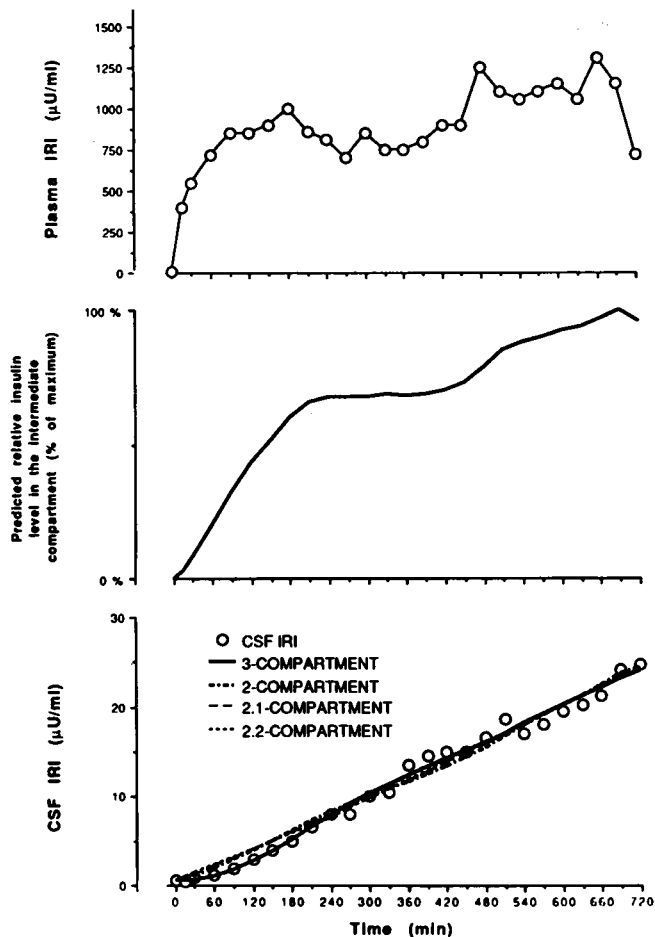 1500
1250
1000
750
500
250
0
Plasma IRI (μU/ml)
100 %
0 %
Predicted relative insulin
level in the intermediate
compartment (% of maximum)
30
20
10
0
CSF IRI (μU/ml)
CSF IRI
3-COMPARTMENT
2-COMPARTMENT
2.1-COMPARTMENT
2.2-COMPARTMENT
0 60 120 180 240 300 360 420 480 540 600 660 720
Time (min)